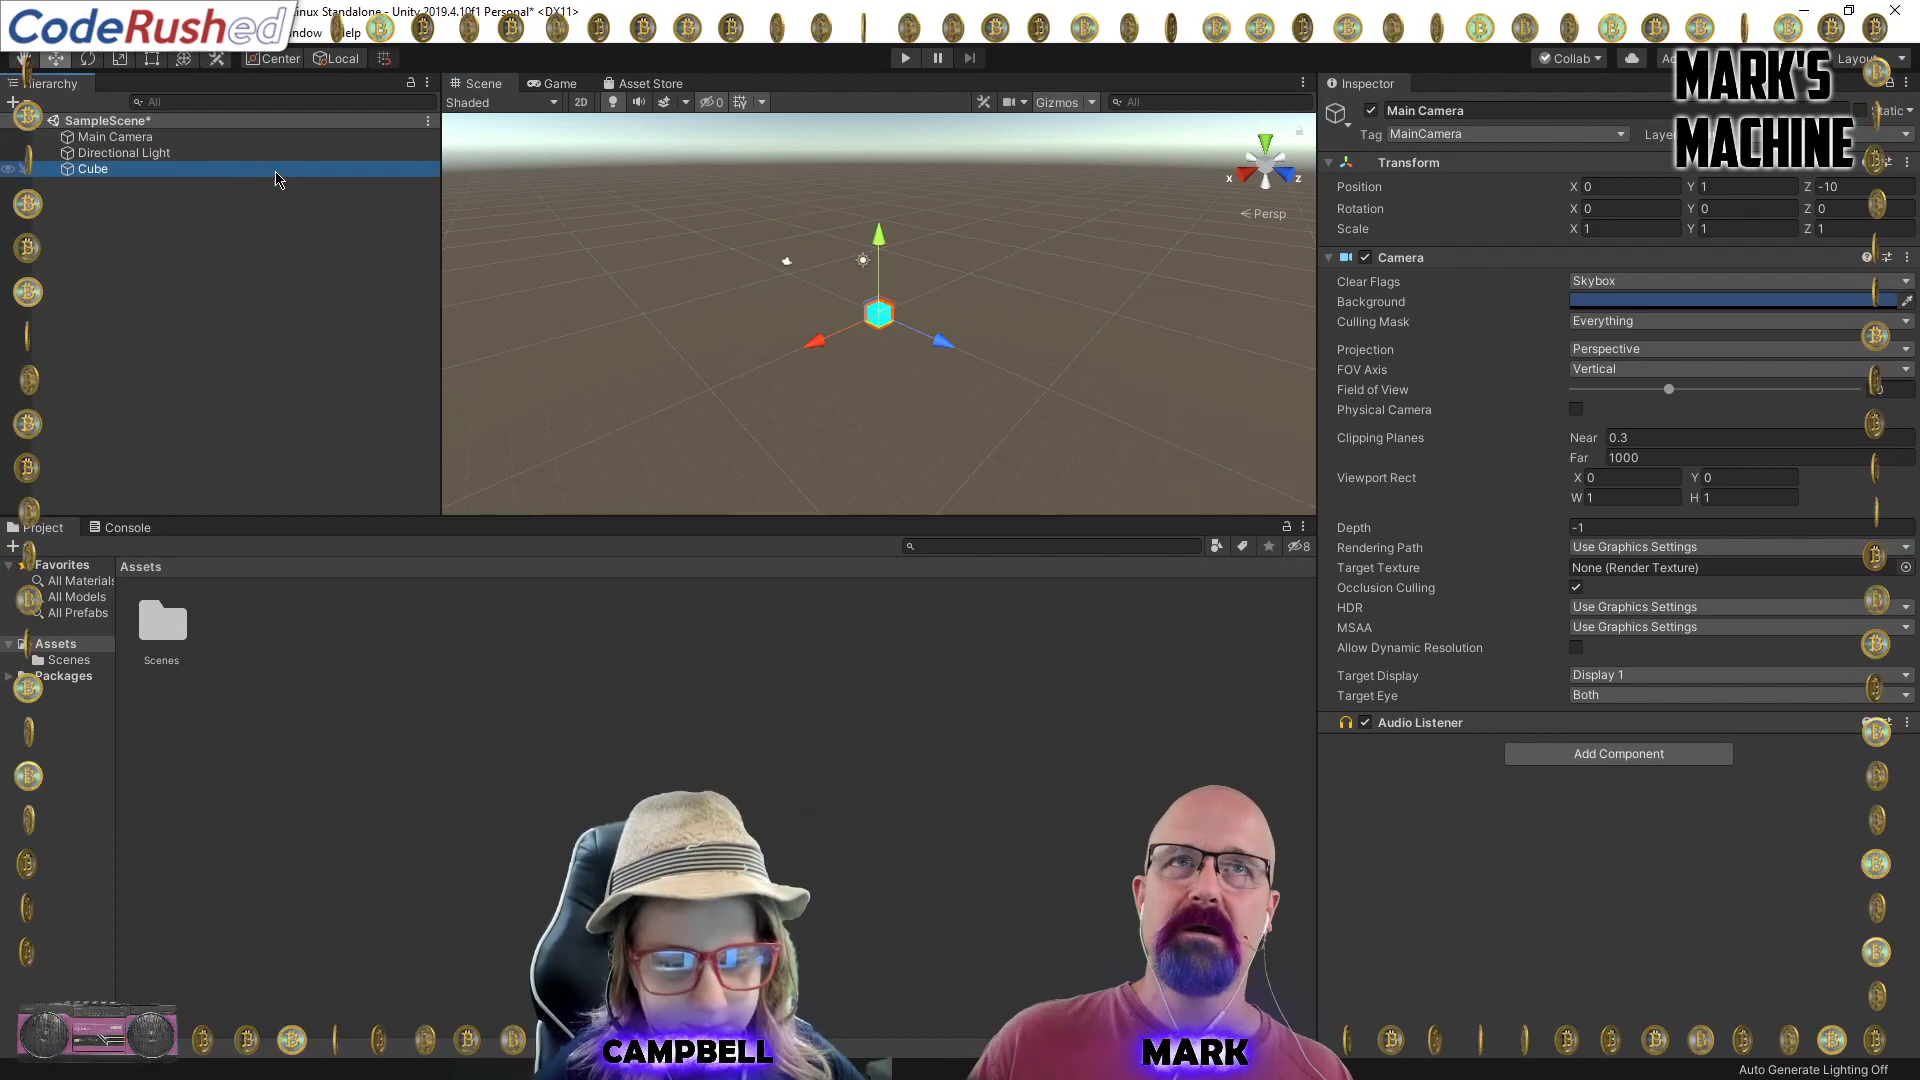 CodeRushed
inux Standalone - Unity 2019.4.10f1 Personal* <DX11>
indow
elp
Center
Local
Collab
Layou
MARK'S
MACHINE
ierarchy
All
SampleScene*
Main Camera
Directional Light
Cube
Scene
Game
Asset Store
Shaded
2D
0
Gizmos
All
x
z
Persp
Inspector
Main Camera
Static
Tag
MainCamera
Laye
Transform
Position X 0 Y 1 Z -10
Rotation X 0 Y 0 Z 0
Scale X 1 Y 1 Z 1
Camera
Clear Flags Skybox
Background
Culling Mask Everything
Projection Perspective
FOV Axis Vertical
Field of View
Physical Camera
Clipping Planes Near 0.3
Far 1000
Viewport Rect X 0 Y 0
W 1 H 1
Depth -1
Rendering Path Use Graphics Settings
Target Texture None (Render Texture)
Occlusion Culling
HDR Use Graphics Settings
MSAA Use Graphics Settings
Allow Dynamic Resolution
Target Display Display 1
Target Eye Both
Audio Listener
Add Component
Project
Console
8
Favorites
All Materials
All Models
All Prefabs
Assets
Scenes
Packages
Assets
Scenes
CAMPBELL
MARK
Auto Generate Lighting Off